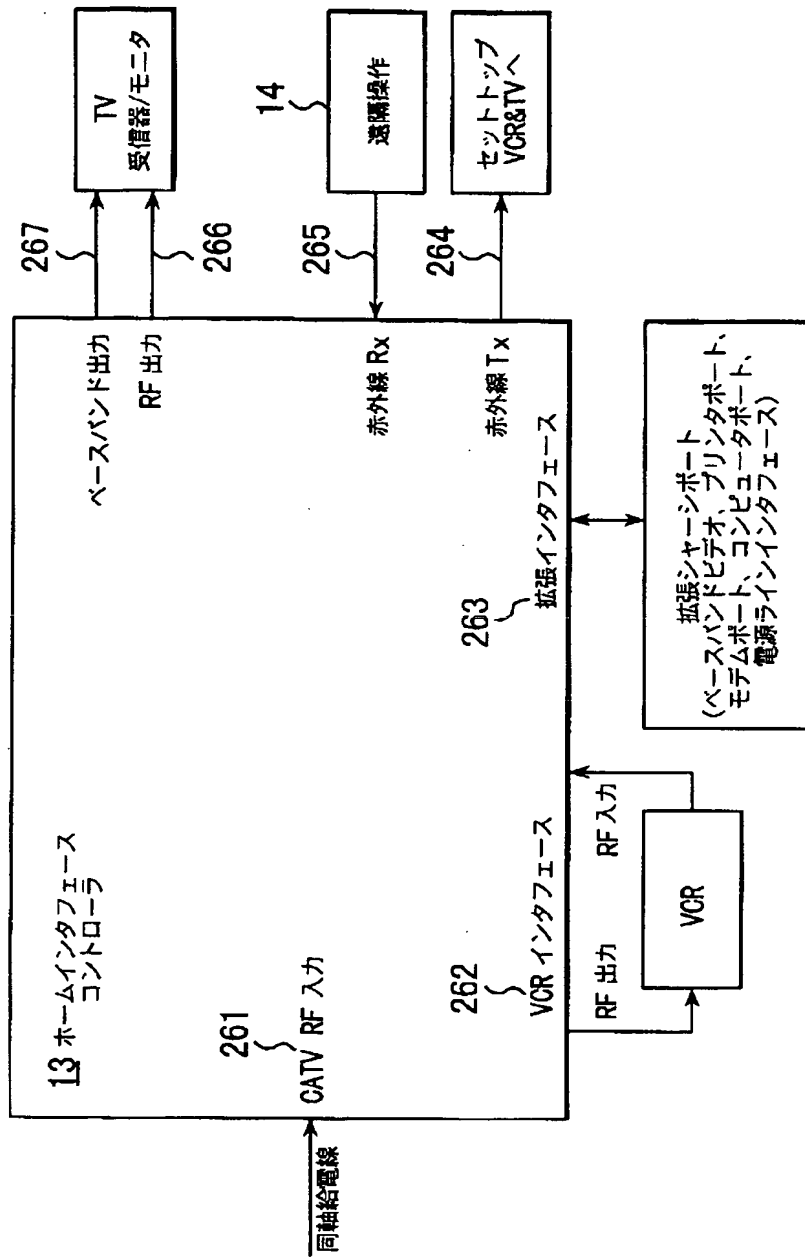 13 ホームインタフェース
コントローラ
同軸給電線
261
CATV RF 入力
262
VCR インタフェース
RF 出力
RF 入力
VCR
263
拡張インタフェース
拡張シャーシポート
(ベースバンドビデオ、プリンタポート、
モデムポート、コンピュータポート、
電源ラインインタフェース)
ベースバンド出力
RF 出力
赤外線 Rx
赤外線 Tx
267
266
265
264
TV
受信器/モニタ
14
遠隔操作
セットトップ
VCR&TVへ